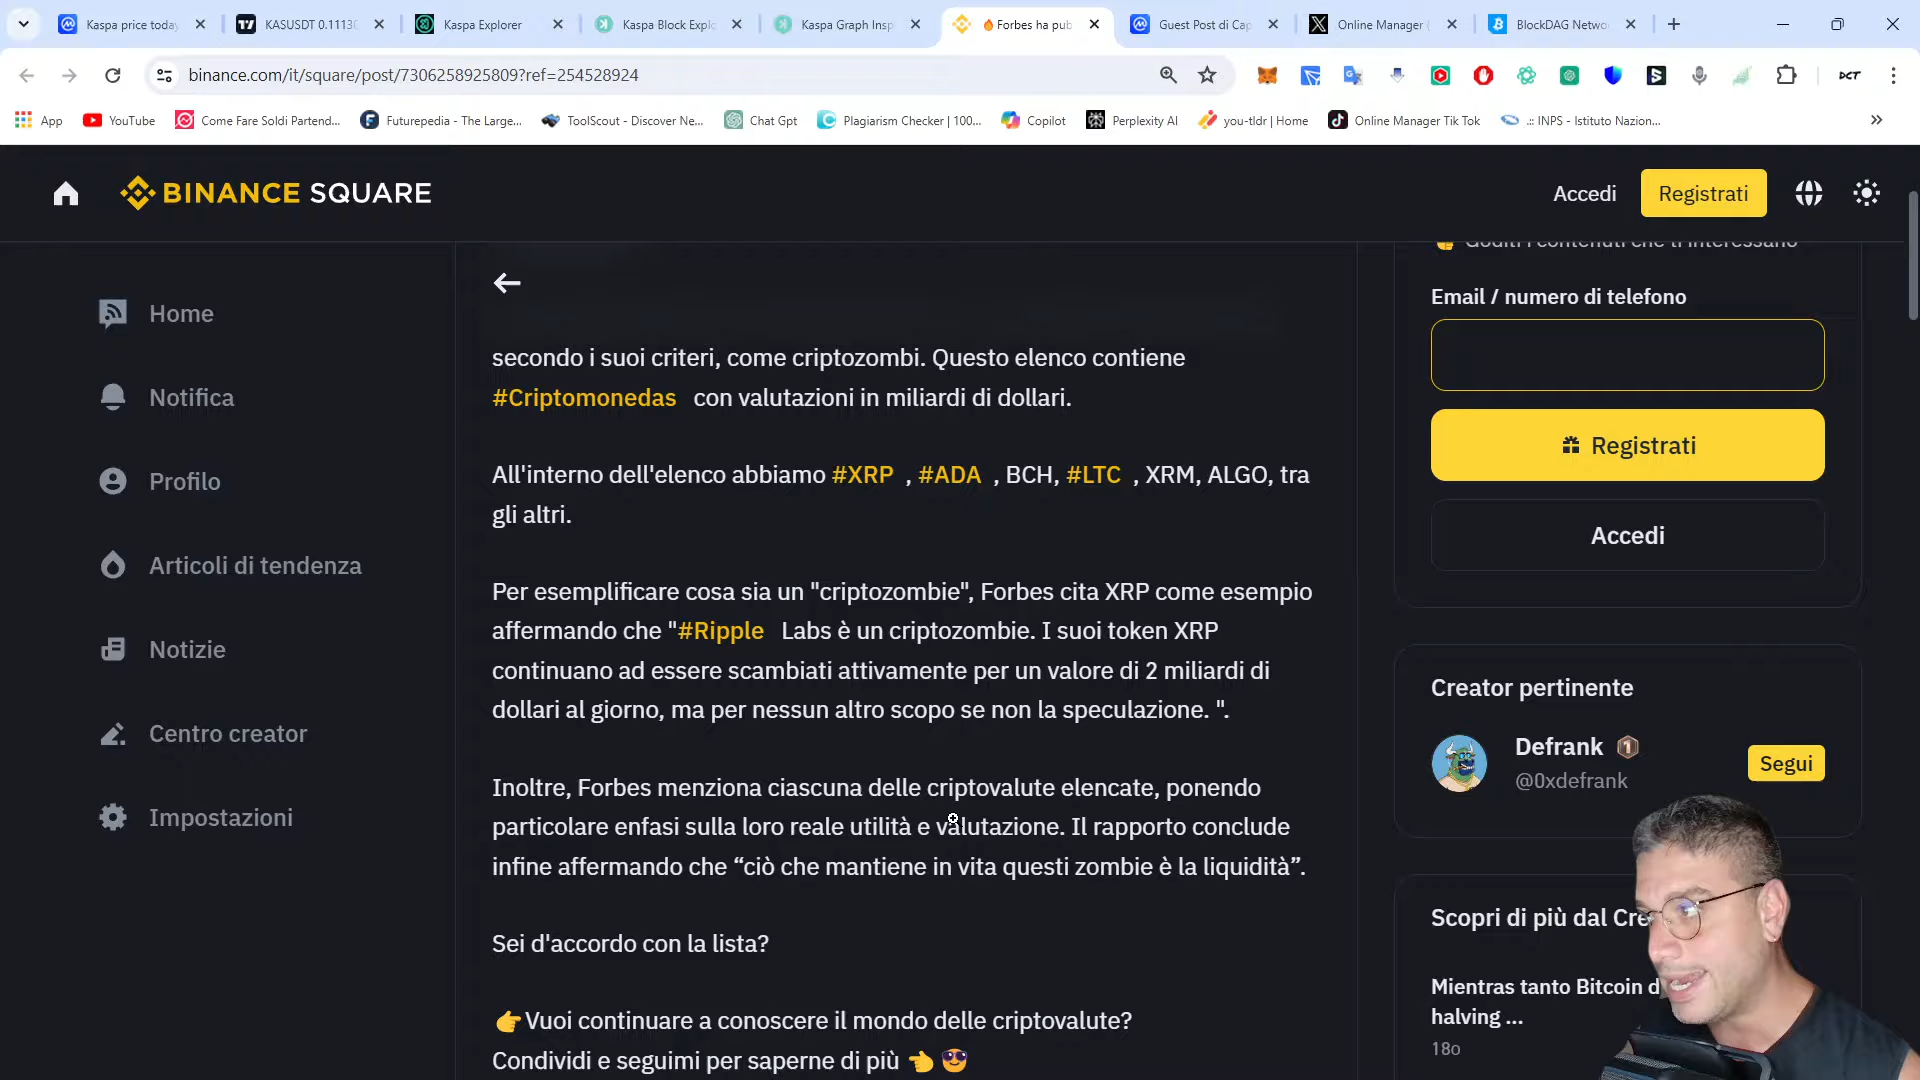 Kaspa price today
KASUSDT 0.1113
Kaspa Explorer
Kaspa Block Explo
Kaspa Graph Insp
🔥Forbes ha pub
Guest Post di Cap
Online Manager (
BlockDAG Netwo
binance.com/it/square/post/7306258925809?ref=254528924
App
YouTube
Come Fare Soldi Partend...
Futurepedia - The Large...
ToolScout - Discover Ne...
Chat Gpt
Plagiarism Checker | 100...
Copilot
Perplexity AI
you-tldr | Home
Online Manager Tik Tok
.:: INPS - Istituto Nazion...
BINANCE SQUARE
Accedi
Registrati
Home
Notifica
Profilo
Articoli di tendenza
Notizie
Centro creator
Impostazioni
secondo i suoi criteri, come criptozombi. Questo elenco contiene
#Criptomonedas con valutazioni in miliardi di dollari.
All'interno dell'elenco abbiamo #XRP , #ADA , BCH, #LTC , XRM, ALGO, tra
gli altri.
Per esemplificare cosa sia un "criptozombie", Forbes cita XRP come esempio
affermando che "#Ripple Labs è un criptozombie. I suoi token XRP
continuano ad essere scambiati attivamente per un valore di 2 miliardi di
dollari al giorno, ma per nessun altro scopo se non la speculazione. ".
Inoltre, Forbes menziona ciascuna delle criptovalute elencate, ponendo
particolare enfasi sulla loro reale utilità e valutazione. Il rapporto conclude
infine affermando che “ciò che mantiene in vita questi zombie è la liquidità”.
Sei d'accordo con la lista?
👉Vuoi continuare a conoscere il mondo delle criptovalute?
Condividi e seguimi per saperne di più 👈 😎
Goditi i contenuti che ti interessano
Email / numero di telefono
Registrati
Accedi
Creator pertinente
Defrank
@0xdefrank
Segui
Scopri di più dal Cre
Mientras tanto Bitcoin d
halving ...
18o